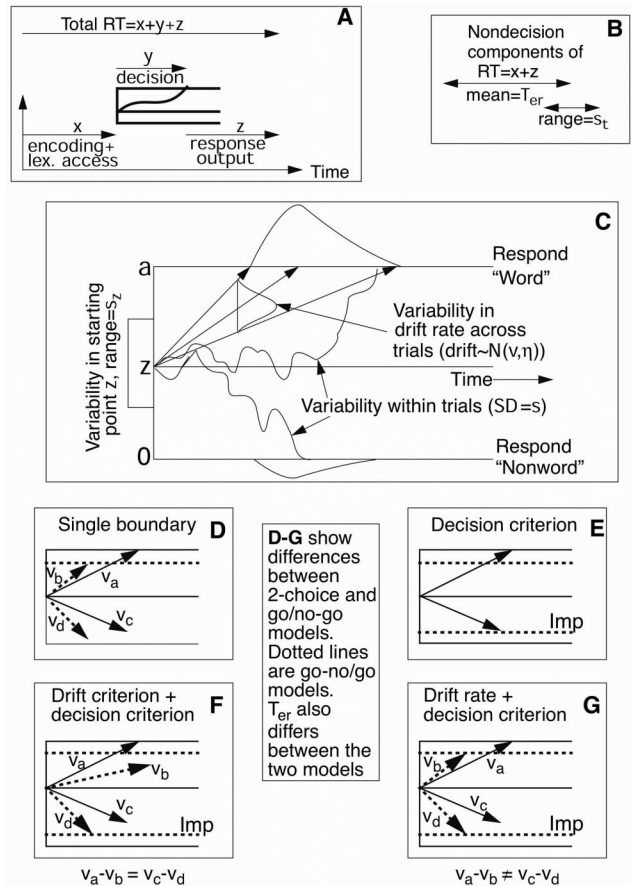 A
Total RT=x+y+z
y
decision
x
encoding+
lex. access
z
response
output
Time
B
Nondecision
components of
RT=x+z
mean=Ter
range=st
C
Variability in starting
point z, range=sz
a
z
0
Respond
“Word”
Variability in
drift rate across
trials (drift~N(v,η))
Time
Variability within trials (SD=s)
Respond
“Nonword”
Single boundary
D
vb
va
vc
vd
D-G show
differences
between
2-choice and
go/no-go
models.
Dotted lines
are go-no/go
models.
Ter also
differs
between the
two models
Decision criterion
E
Imp
Drift criterion +
decision criterion
F
va
vb
vc
vd
Imp
va-vb = vc-vd
Drift rate +
decision criterion
G
vb
va
vc
vd
Imp
va-vb ≠ vc-vd